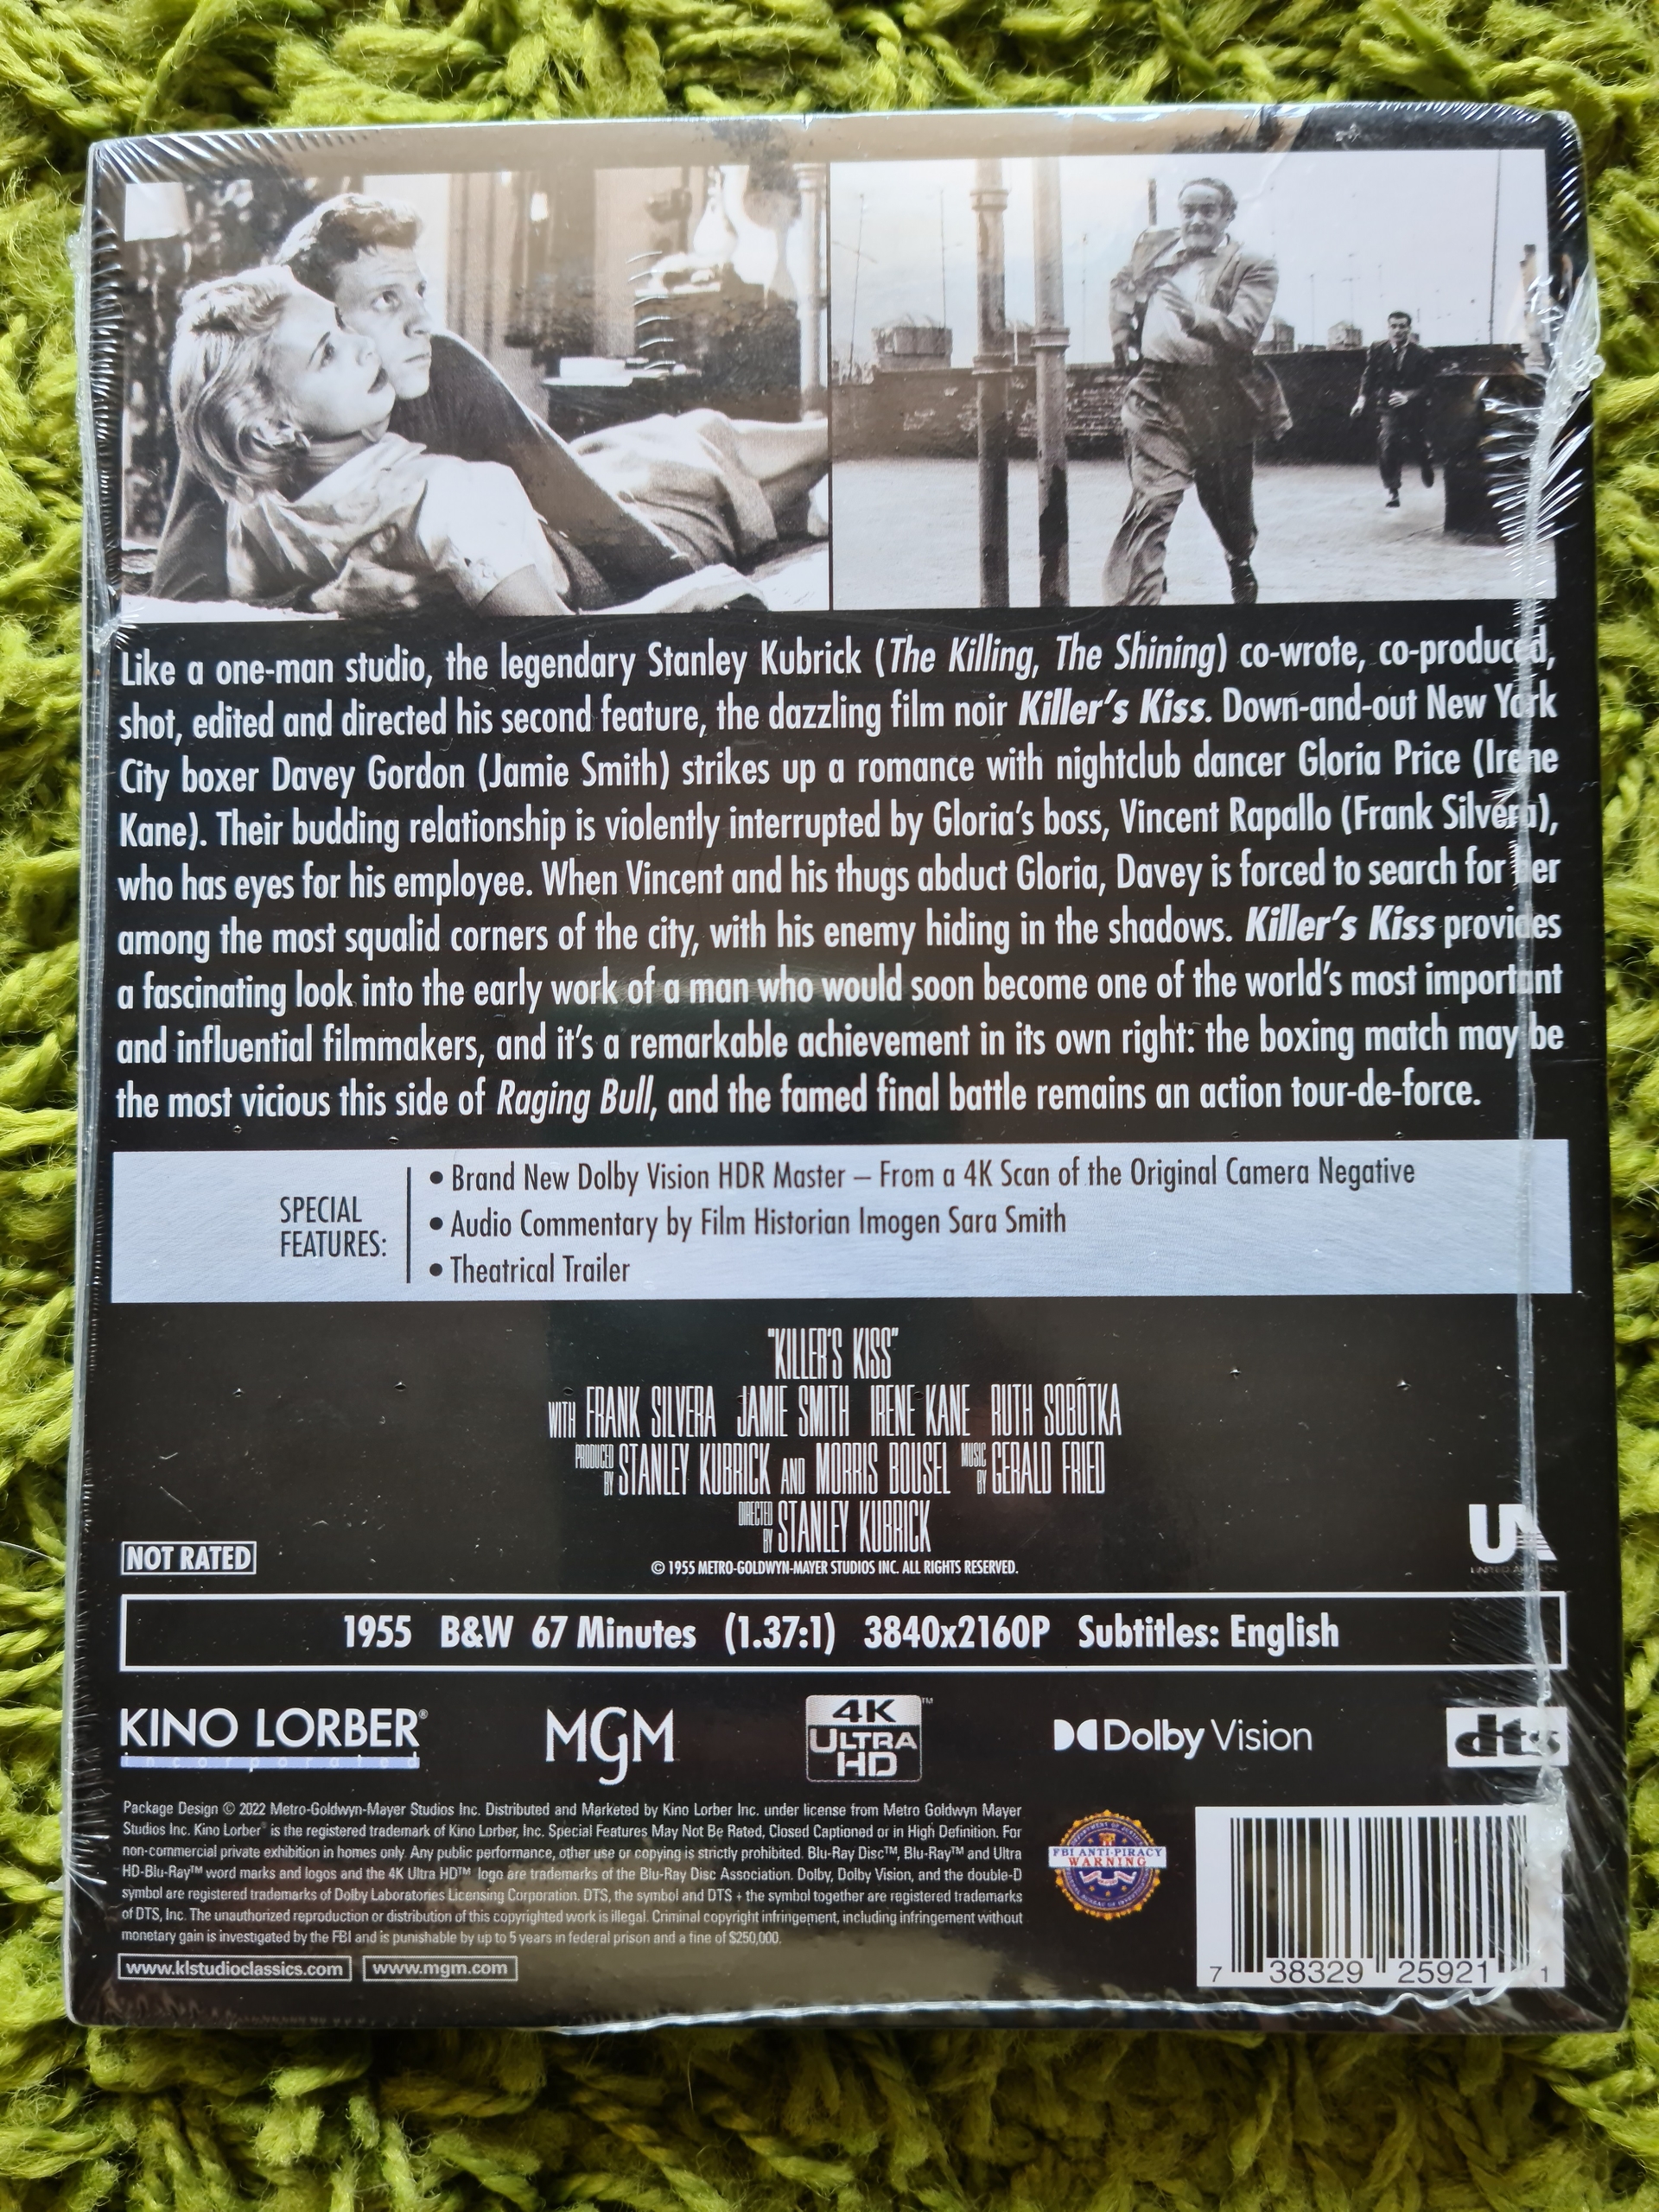 Like a one-man studio, the legendary Stanley Kubrick (The Killing, The Shining) co-wrote, co-produced,
shot, edited and directed his second feature, the dazzling film noir Killer's Kiss. Down-and-out New York
City boxer Davey Gordon (Jamie Smith) strikes up a romance with nightclub dancer Gloria Price (Irene
Kane). Their budding relationship is violently interrupted by Gloria's boss, Vincent Rapallo (Frank Silvera),
who has eyes for his employee. When Vincent and his thugs abduct Gloria, Davey is forced to search for her
among the most squalid corners of the city, with his enemy hiding in the shadows. Killer's Kiss provides
a fascinating look into the early work of a man who would soon become one of the world's most important
and influential filmmakers, and it's a remarkable achievement in its own right: the boxing match may be
the most vicious this side of Raging Bull, and the famed final battle remains an action tour-de-force.
SPECIAL
FEATURES:
• Brand New Dolby Vision HDR Master – From a 4K Scan of the Original Camera Negative
• Audio Commentary by Film Historian Imogen Sara Smith
• Theatrical Trailer
"KILLER'S KISS"
WITH FRANK SILVERA JAMIE SMITH IRENE KANE RUTH SOBOTKA
PRODUCED BY STANLEY KUBRICK AND MORRIS BOUSEL MUSIC BY GERALD FRIED
DIRECTED BY STANLEY KUBRICK
© 1955 METRO-GOLDWYN-MAYER STUDIOS INC. ALL RIGHTS RESERVED.
NOT RATED
UA
UNITED ARTISTS
1955 B&W 67 Minutes (1.37:1) 3840x2160P Subtitles: English
KINO LORBER®
incorporated
MGM
4K
ULTRA
HD™
Dolby Vision
dts
Package Design © 2022 Metro-Goldwyn-Mayer Studios Inc. Distributed and Marketed by Kino Lorber Inc. under license from Metro Goldwyn Mayer
Studios Inc. Kino Lorber® is the registered trademark of Kino Lorber, Inc. Special Features May Not Be Rated, Closed Captioned or in High Definition. For
non-commercial private exhibition in homes only. Any public performance, other use or copying is strictly prohibited. Blu-Ray Disc™, Blu-Ray™ and Ultra
HD-Blu-Ray™ word marks and logos and the 4K Ultra HD™ logo are trademarks of the Blu-Ray Disc Association. Dolby, Dolby Vision, and the double-D
symbol are registered trademarks of Dolby Laboratories Licensing Corporation. DTS, the symbol and DTS + the symbol together are registered trademarks
of DTS, Inc. The unauthorized reproduction or distribution of this copyrighted work is illegal. Criminal copyright infringement, including infringement without
monetary gain is investigated by the FBI and is punishable by up to 5 years in federal prison and a fine of $250,000.
www.klstudioclassics.com www.mgm.com
FBI ANTI-PIRACY
WARNING
7 38329 25921 1